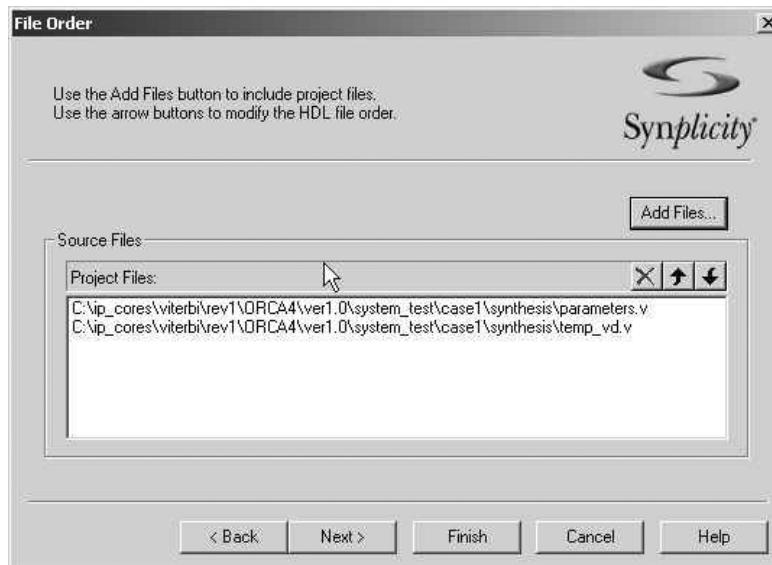 File Order
Use the Add Files button to include project files.
Use the arrow buttons to modify the HDL file order.
Synplicity®
Add Files...
Source Files
Project Files:
C:\ip_cores\viterbi\rev1\ORCA4\ver1.0\system_test\case1\synthesis\parameters.v
C:\ip_cores\viterbi\rev1\ORCA4\ver1.0\system_test\case1\synthesis\temp_vd.v
< Back
Next >
Finish
Cancel
Help